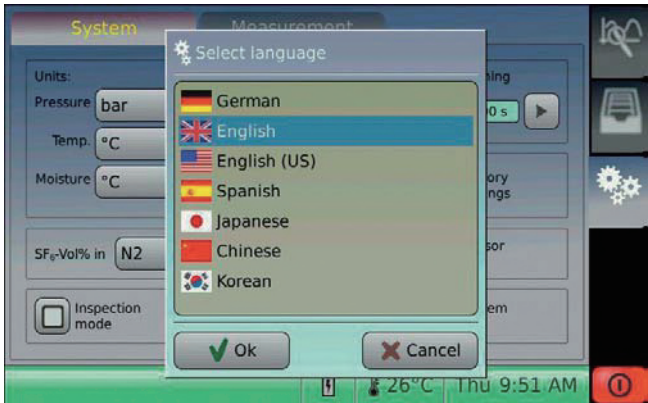 System Measurement
Select language
Units:
Pressure bar
Temp. °C
Moisture °C
SF₆-Vol% in N2
Inspection
mode
German
English
English (US)
Spanish
Japanese
Chinese
Korean
Ok Cancel
0 s
26°C Thu 9:51 AM